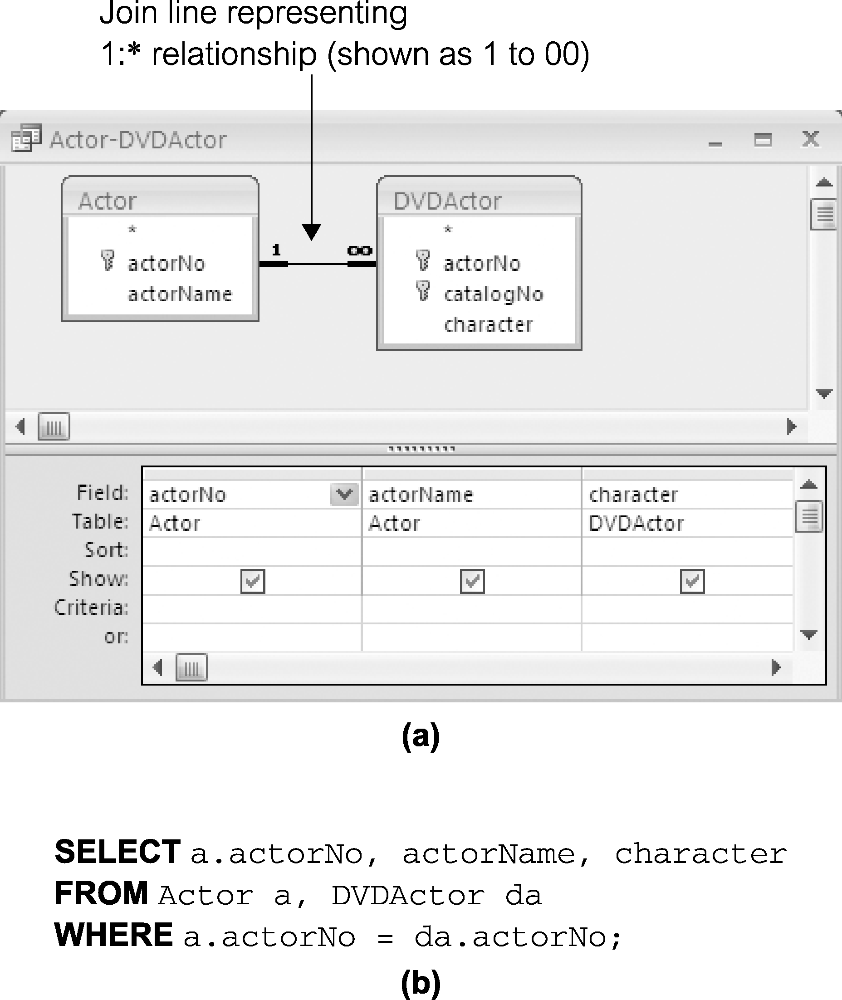 Join line representing
1:* relationship (shown as 1 to 00)
Actor-DVDActor
Actor
*
actorNo
actorName
1 ∞
DVDActor
*
actorNo
catalogNo
character
Field: actorNo actorName character
Table: Actor Actor DVDActor
Sort:
Show:
Criteria:
or:
(a)
SELECT a.actorNo, actorName, character
FROM Actor a, DVDActor da
WHERE a.actorNo = da.actorNo;
(b)